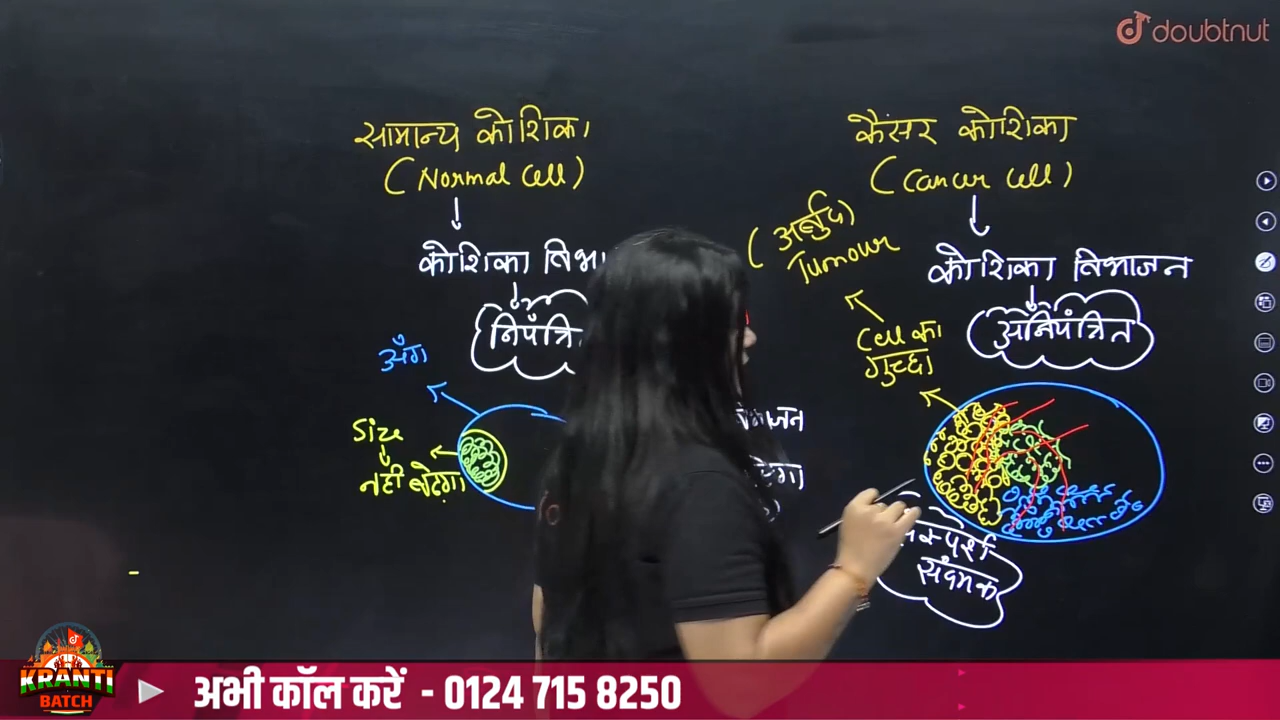 doubtnut
सामान्य कोशिका
(Normal cell)
कोशिका विभा
नियंत्रि
अंग
Size
नहीं बढ़ेगा
कैंसर कोशिका
(Cancer cell)
(अर्बुद)
Tumour
कोशिका विभाजन
अनियंत्रित
Cell का
गुच्छा
स्पर्श
संदमक
KRANTI
BATCH
अभी कॉल करें - 0124 715 8250